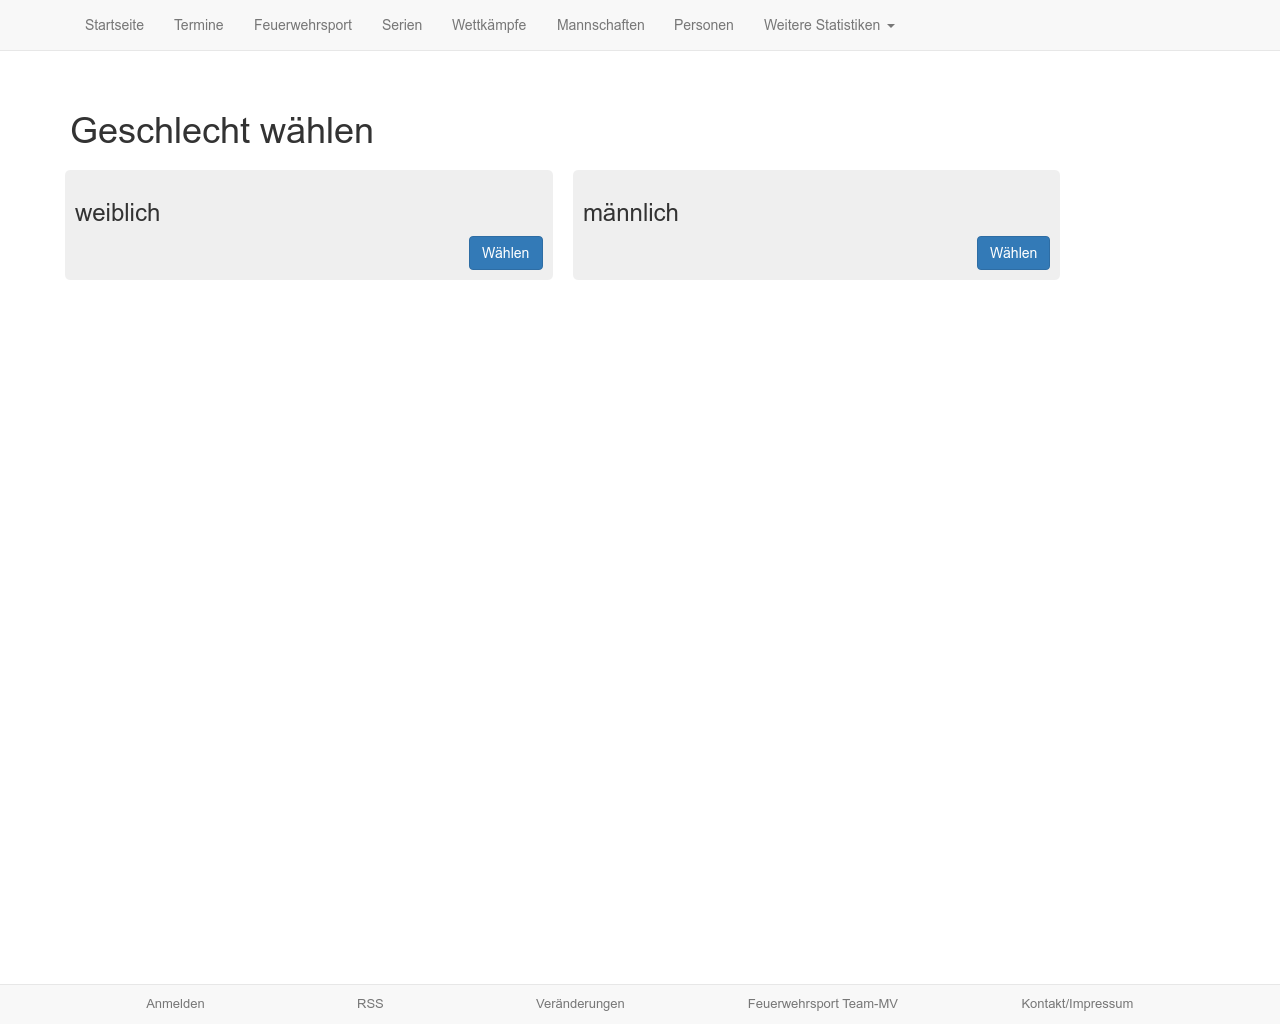 Startseite Termine Feuerwehrsport Serien Wettkämpfe Mannschaften Personen Weitere Statistiken
Geschlecht wählen
weiblich
Wählen
männlich
Wählen
Anmelden RSS Veränderungen Feuerwehrsport Team-MV Kontakt/Impressum